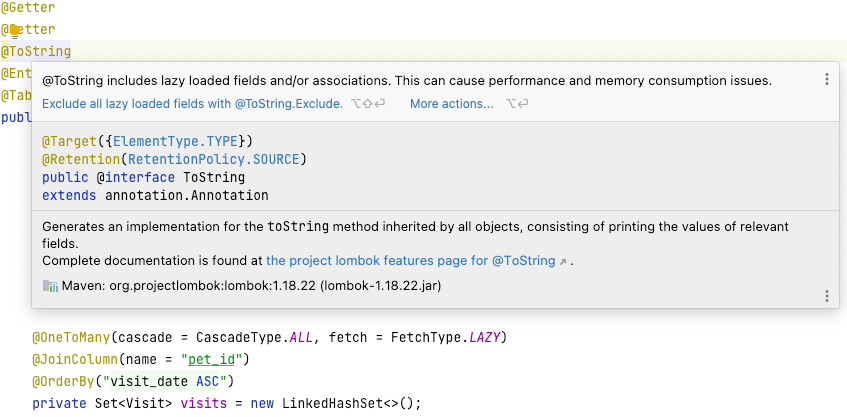 @Getter
@Setter
@ToString
@ToString includes lazy loaded fields and/or associations. This can cause performance and memory consumption issues.
Exclude all lazy loaded fields with @ToString.Exclude. ⌥⇧⏎ More actions... ⌥⏎
@Ent
@Tab
publ
@Target({ElementType.TYPE})
@Retention(RetentionPolicy.SOURCE)
public @interface ToString
extends annotation.Annotation
Generates an implementation for the toString method inherited by all objects, consisting of printing the values of relevant
fields.
Complete documentation is found at the project lombok features page for @ToString ↗ .
Maven: org.projectlombok:lombok:1.18.22 (lombok-1.18.22.jar)
@OneToMany(cascade = CascadeType.ALL, fetch = FetchType.LAZY)
@JoinColumn(name = "pet_id")
@OrderBy("visit_date ASC")
private Set<Visit> visits = new LinkedHashSet<>();